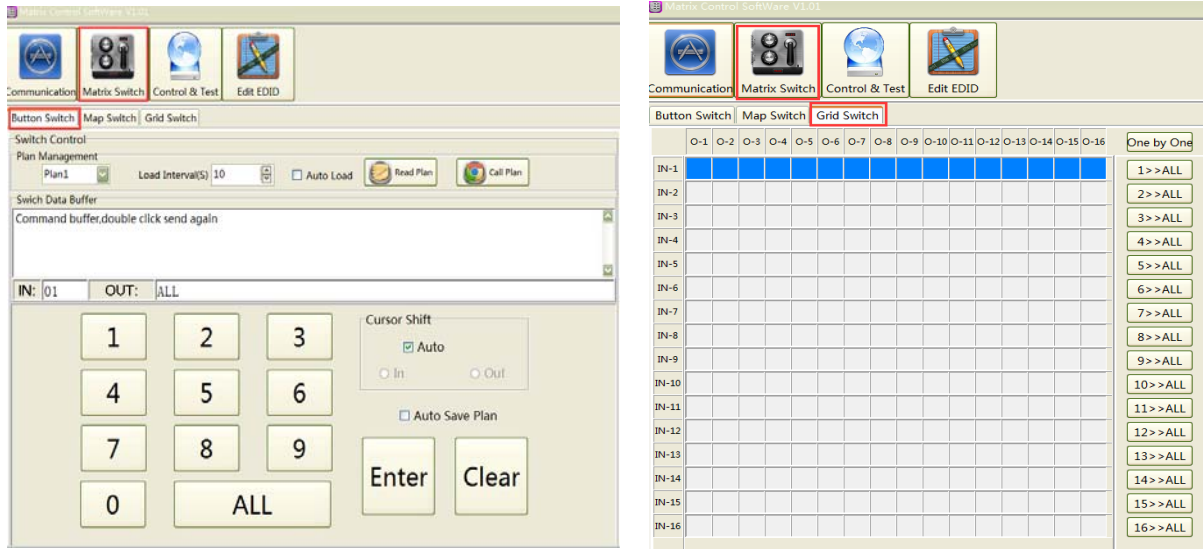 Matrix Control SoftWare V1.01
Communication Matrix Switch Control & Test Edit EDID
Button Switch Map Switch Grid Switch
Switch Control
Plan Management
Plan1 Load Interval(S) 10 Auto Load Read Plan Call Plan
Swich Data Buffer
Command buffer,double click send again
IN: 01 OUT: ALL
1 2 3
4 5 6
7 8 9
0 ALL
Cursor Shift
Auto
In Out
Auto Save Plan
Enter Clear
Matrix Control SoftWare V1.01
Communication Matrix Switch Control & Test Edit EDID
Button Switch Map Switch Grid Switch
O-1 O-2 O-3 O-4 O-5 O-6 O-7 O-8 O-9 O-10 O-11 O-12 O-13 O-14 O-15 O-16 One by One
IN-1 1>>ALL
IN-2 2>>ALL
IN-3 3>>ALL
IN-4 4>>ALL
IN-5 5>>ALL
IN-6 6>>ALL
IN-7 7>>ALL
IN-8 8>>ALL
IN-9 9>>ALL
IN-10 10>>ALL
IN-11 11>>ALL
IN-12 12>>ALL
IN-13 13>>ALL
IN-14 14>>ALL
IN-15 15>>ALL
IN-16 16>>ALL